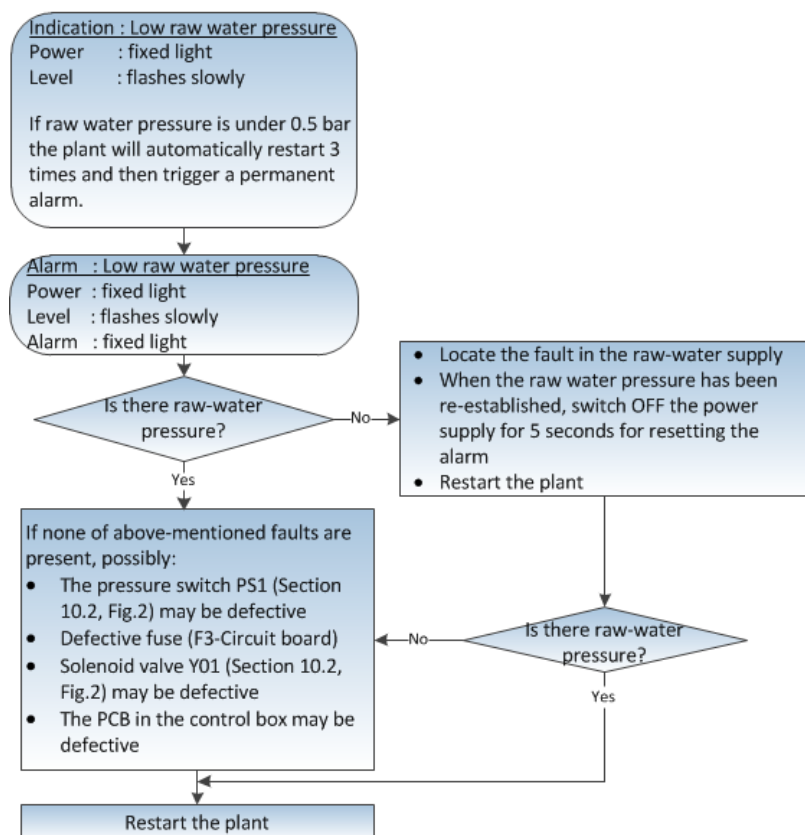 Indication : Low raw water pressure
Power : fixed light
Level : flashes slowly
If raw water pressure is under 0.5 bar
the plant will automatically restart 3
times and then trigger a permanent
alarm.
Alarm : Low raw water pressure
Power : fixed light
Level : flashes slowly
Alarm : fixed light
Is there raw-water
pressure?
No
• Locate the fault in the raw-water supply
• When the raw water pressure has been
re-established, switch OFF the power
supply for 5 seconds for resetting the
alarm
• Restart the plant
Yes
If none of above-mentioned faults are
present, possibly:
• The pressure switch PS1 (Section
10.2, Fig.2) may be defective
• Defective fuse (F3-Circuit board)
• Solenoid valve Y01 (Section 10.2,
Fig.2) may be defective
• The PCB in the control box may be
defective
Is there raw-water
pressure?
No
Yes
Restart the plant